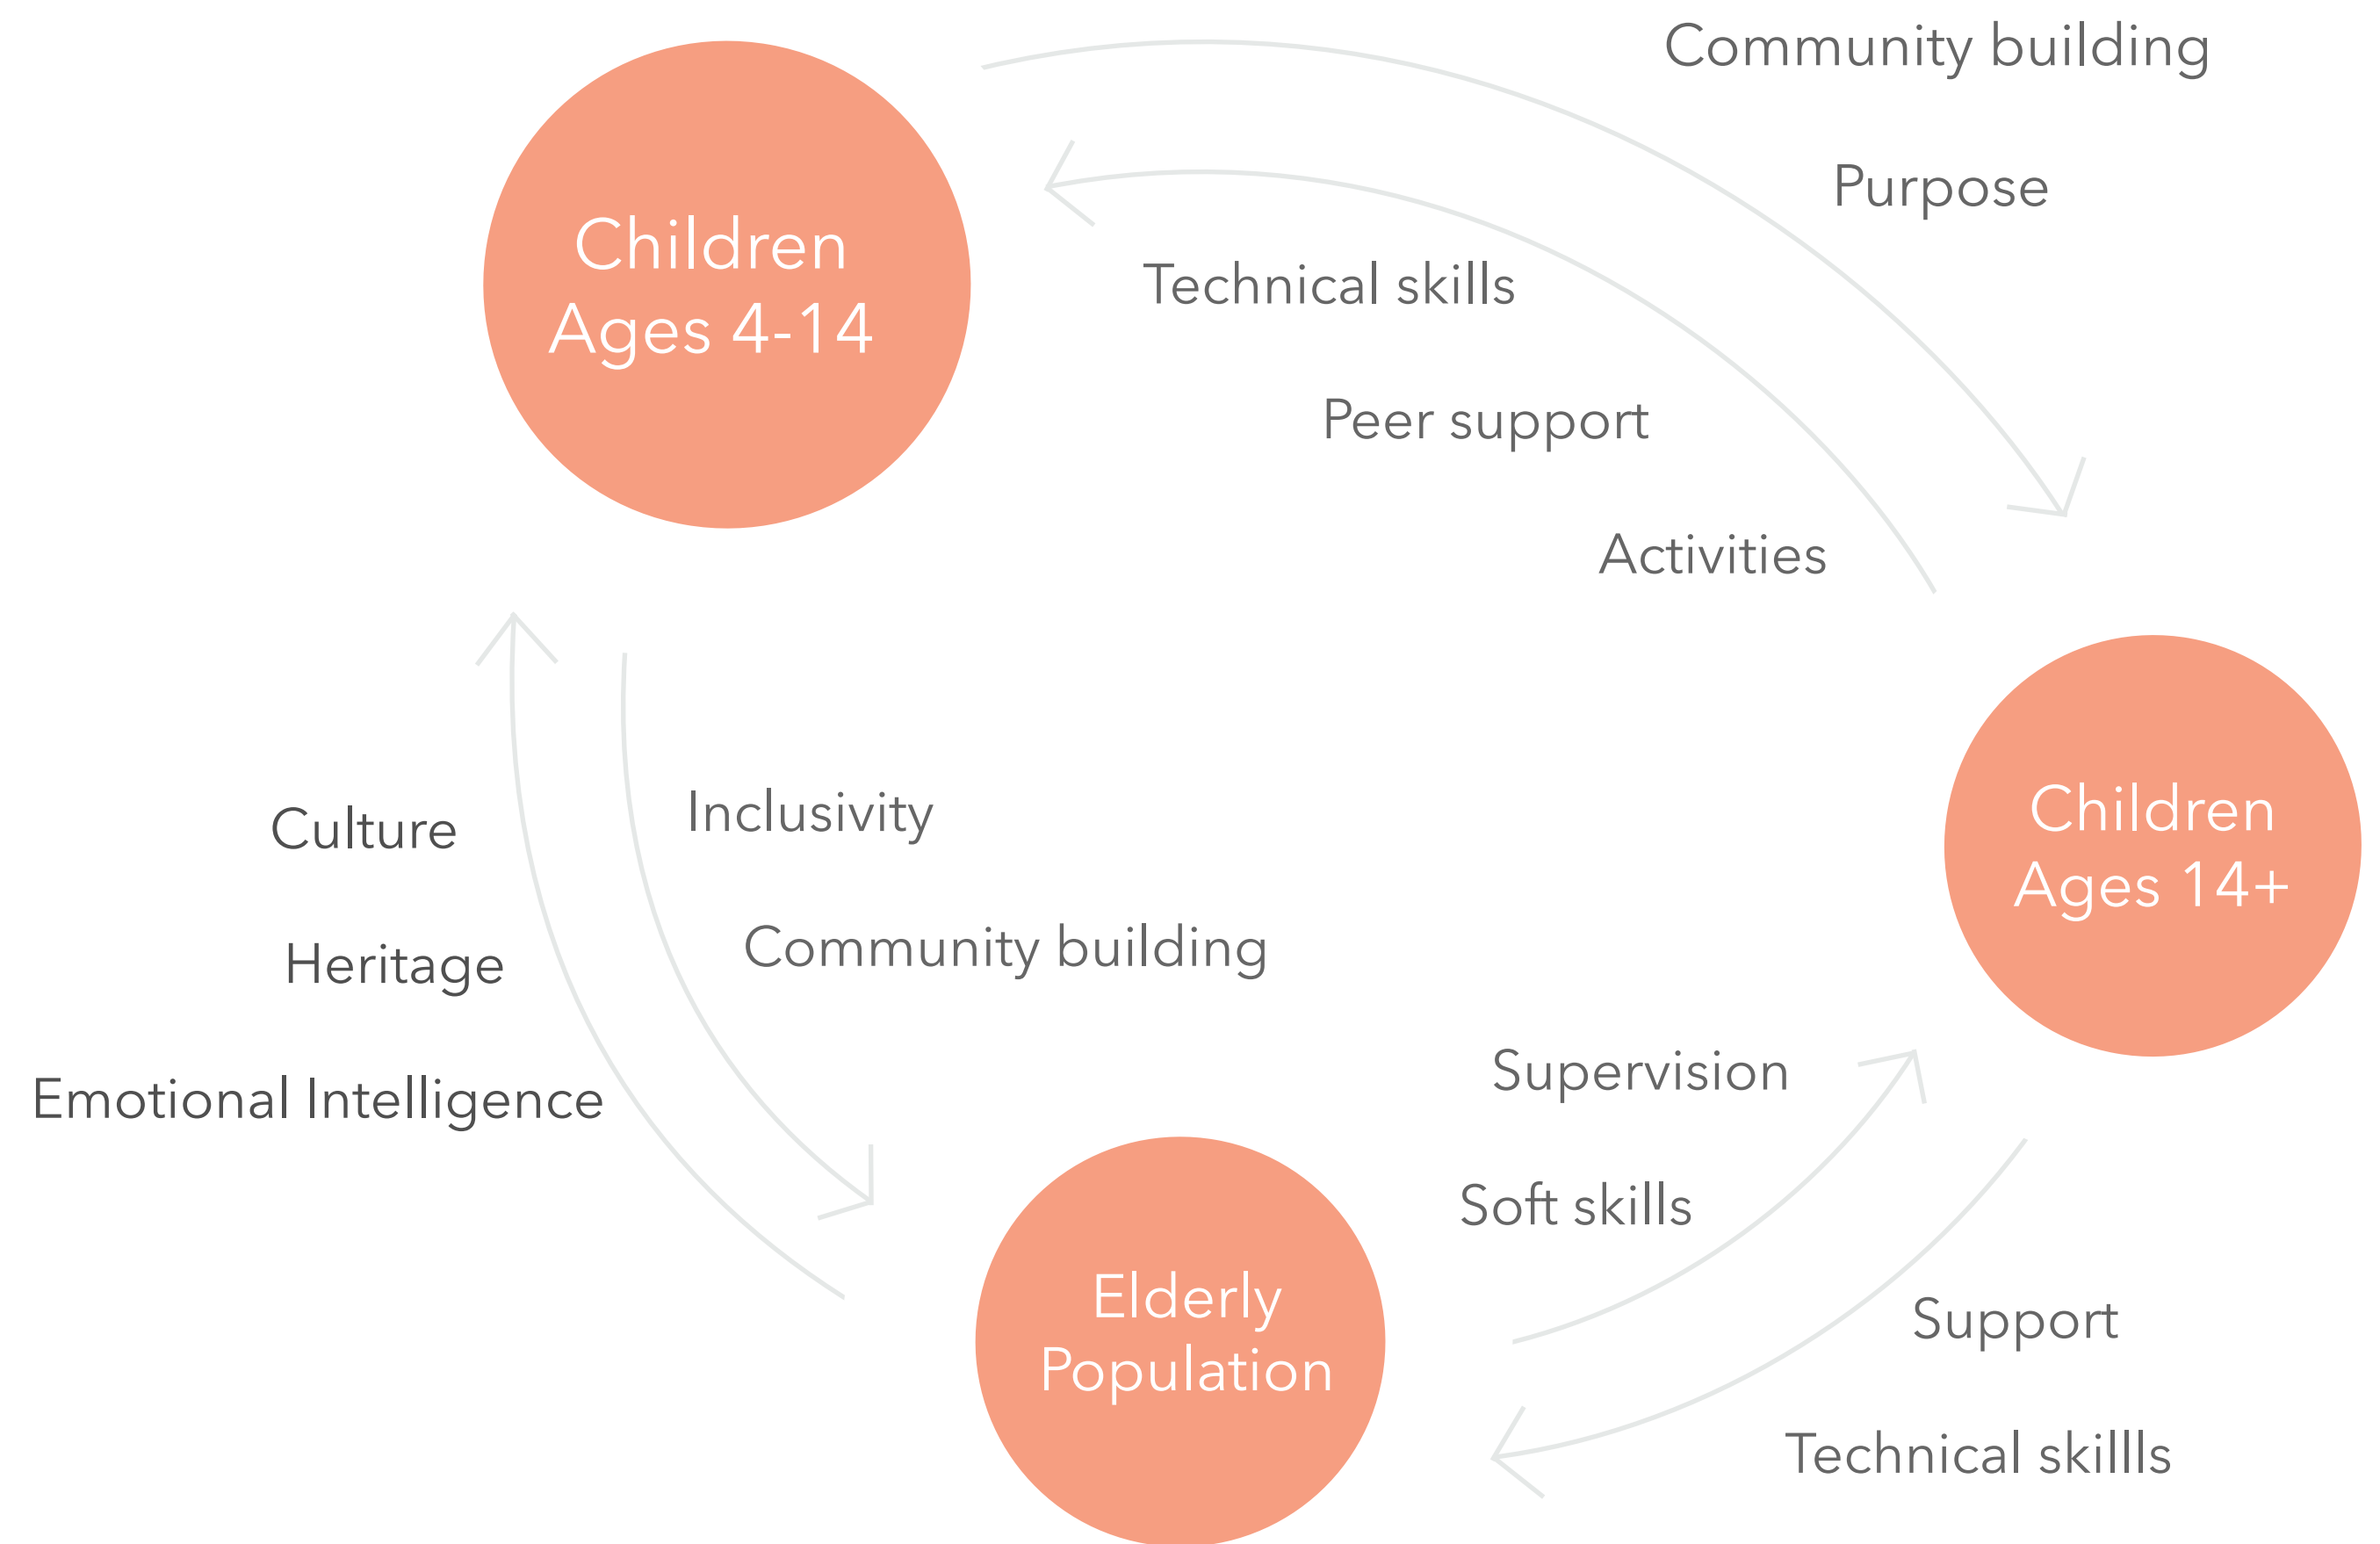 Community building
Purpose
Children
Ages 4-14
Technical skills
Peer support
Activities
Culture
Heritage
Emotional Intelligence
Inclusivity
Community building
Children
Ages 14+
Supervision
Soft skills
Elderly
Population
Support
Technical skillls